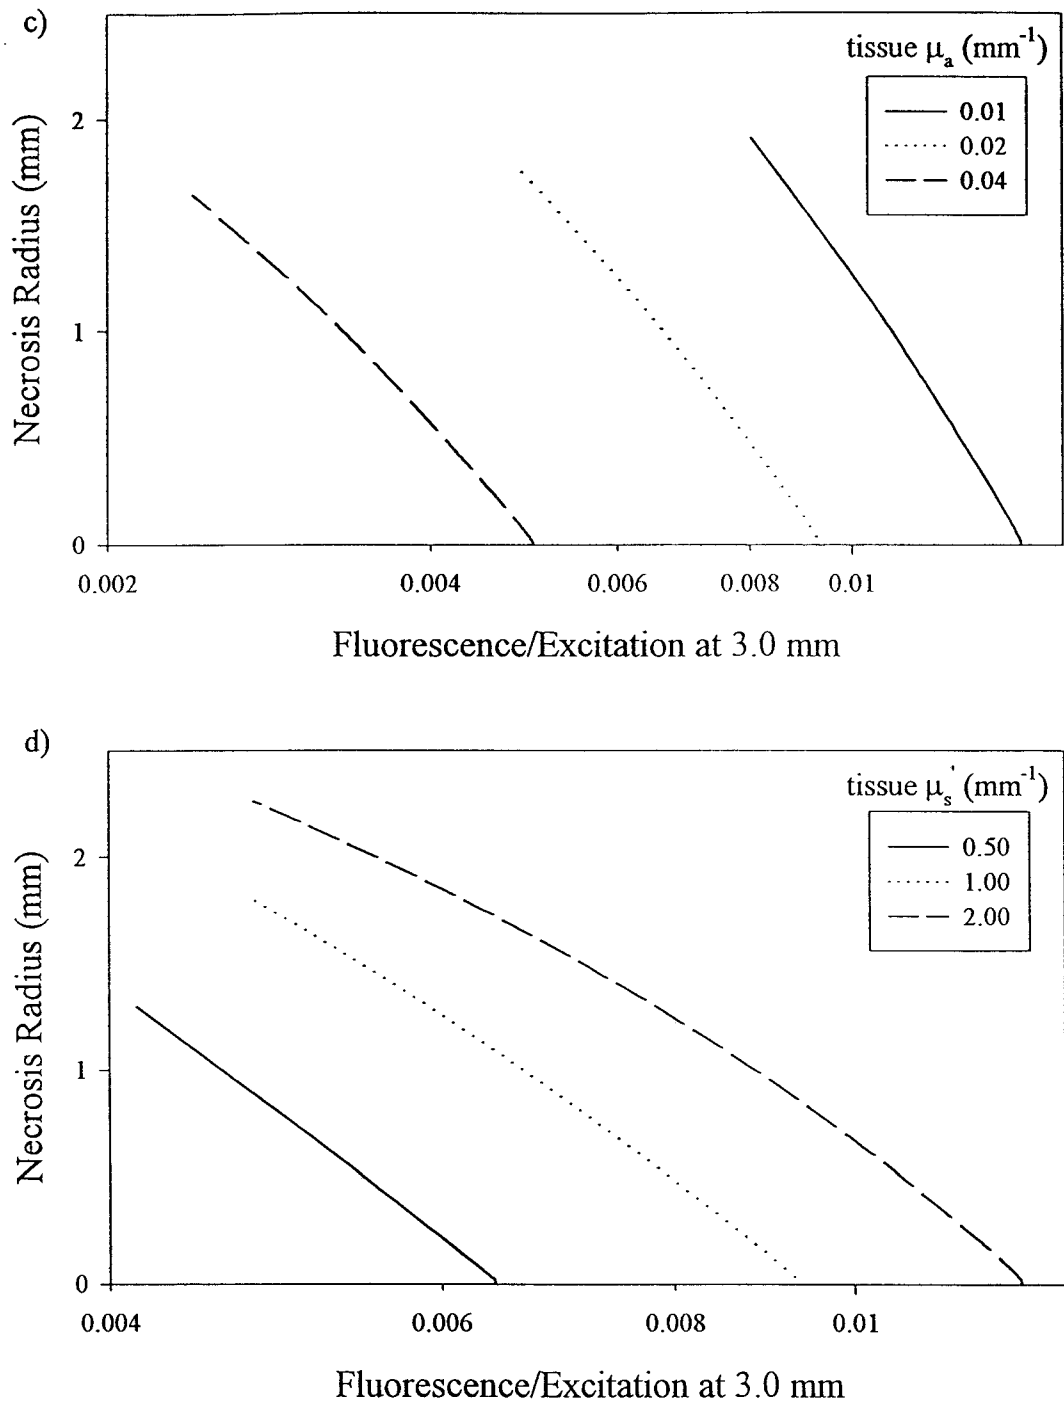 c)
tissue μa (mm-1)
0.01
0.02
0.04
Necrosis Radius (mm)
2
1
0
0.002
0.004
0.006
0.008
0.01
Fluorescence/Excitation at 3.0 mm
d)
tissue μs' (mm-1)
0.50
1.00
2.00
Necrosis Radius (mm)
2
1
0
0.004
0.006
0.008
0.01
Fluorescence/Excitation at 3.0 mm